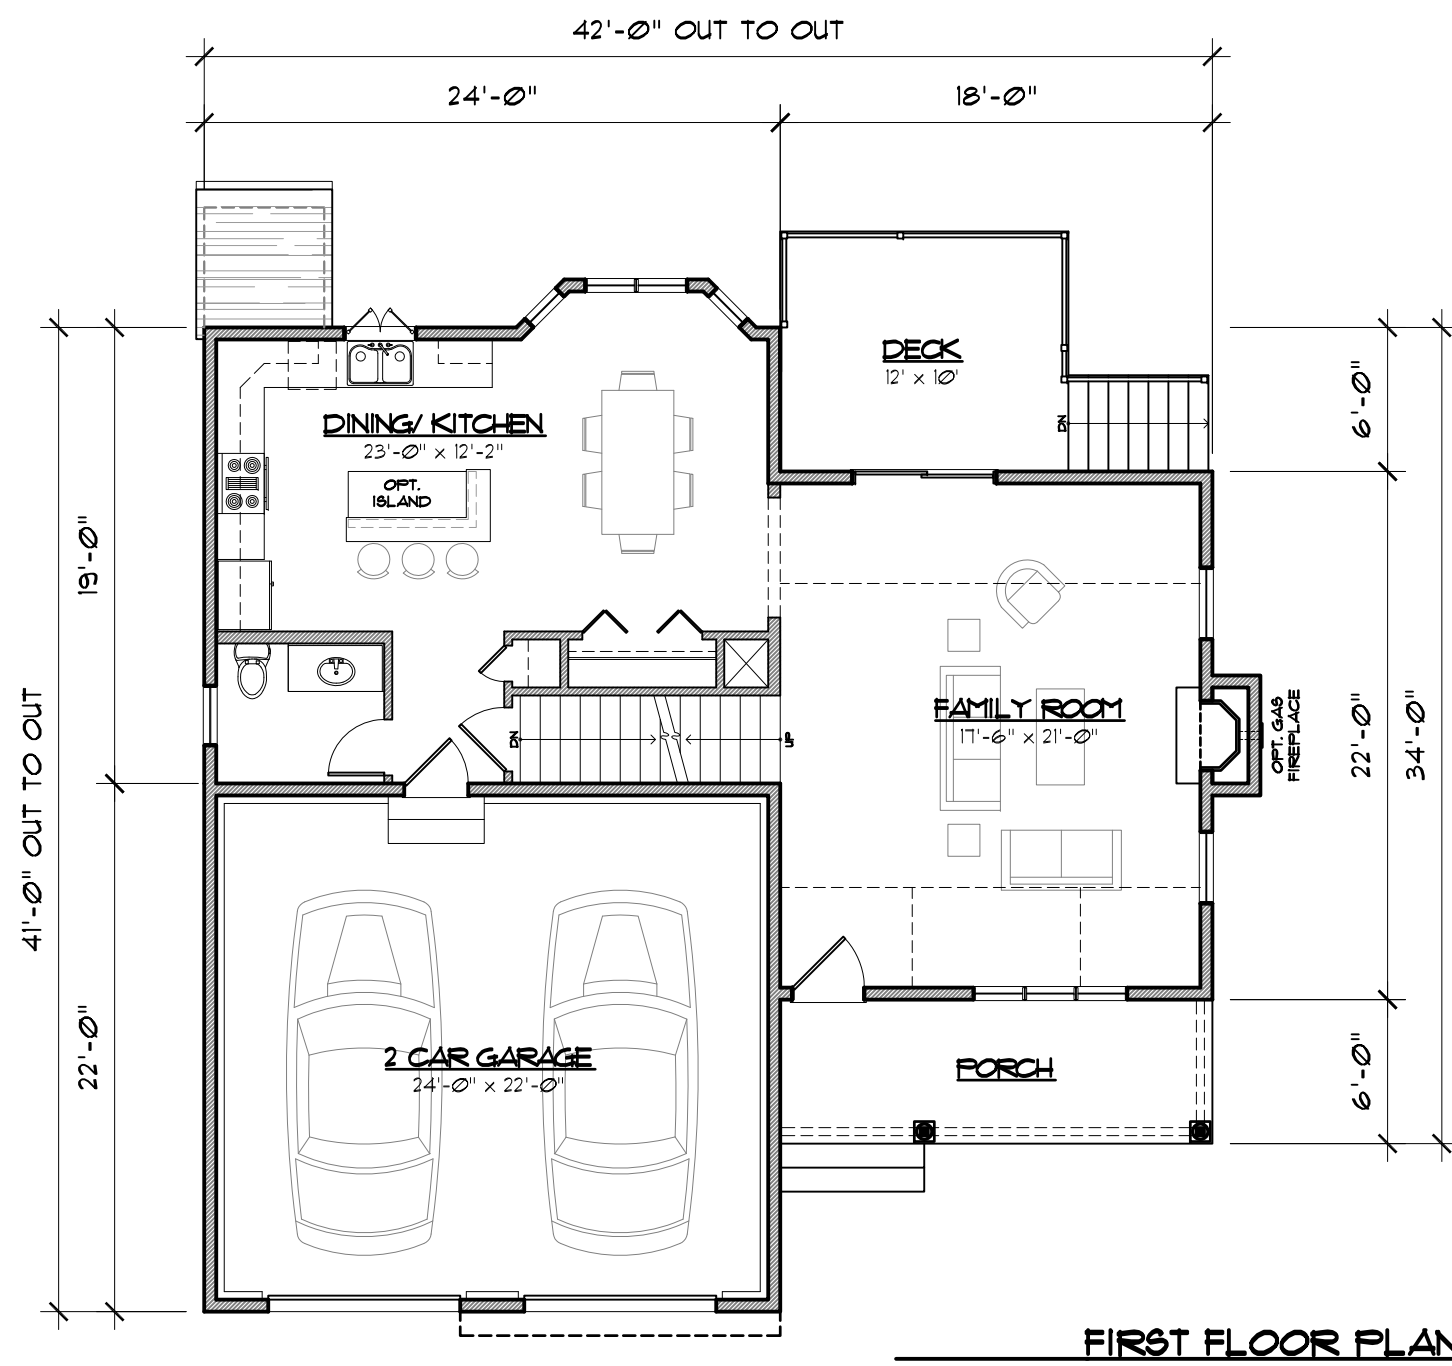 42'-0" OUT TO OUT
24'-0"
18'-0"
DECK
12' x 10'
DN
6'-0"
DINING/ KITCHEN
23'-0" x 12'-2"
OPT.
ISLAND
19'-0"
41'-0" OUT TO OUT
DN
UP
FAMILY ROOM
17'-6" x 21'-0"
OPT. GAS
FIREPLACE
22'-0"
34'-0"
22'-0"
2 CAR GARAGE
24'-0" x 22'-0"
PORCH
6'-0"
FIRST FLOOR PLAN